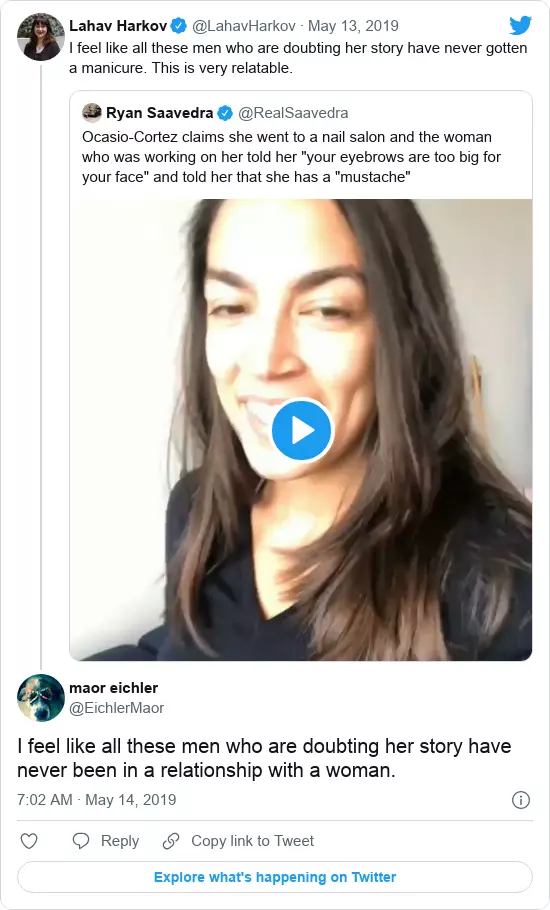 Lahav Harkov @LahavHarkov · May 13, 2019
I feel like all these men who are doubting her story have never gotten
a manicure. This is very relatable.
Ryan Saavedra @RealSaavedra
Ocasio-Cortez claims she went to a nail salon and the woman
who was working on her told her "your eyebrows are too big for
your face" and told her that she has a "mustache"
maor eichler
@EichlerMaor
I feel like all these men who are doubting her story have
never been in a relationship with a woman.
7:02 AM · May 14, 2019
Reply Copy link to Tweet
Explore what's happening on Twitter